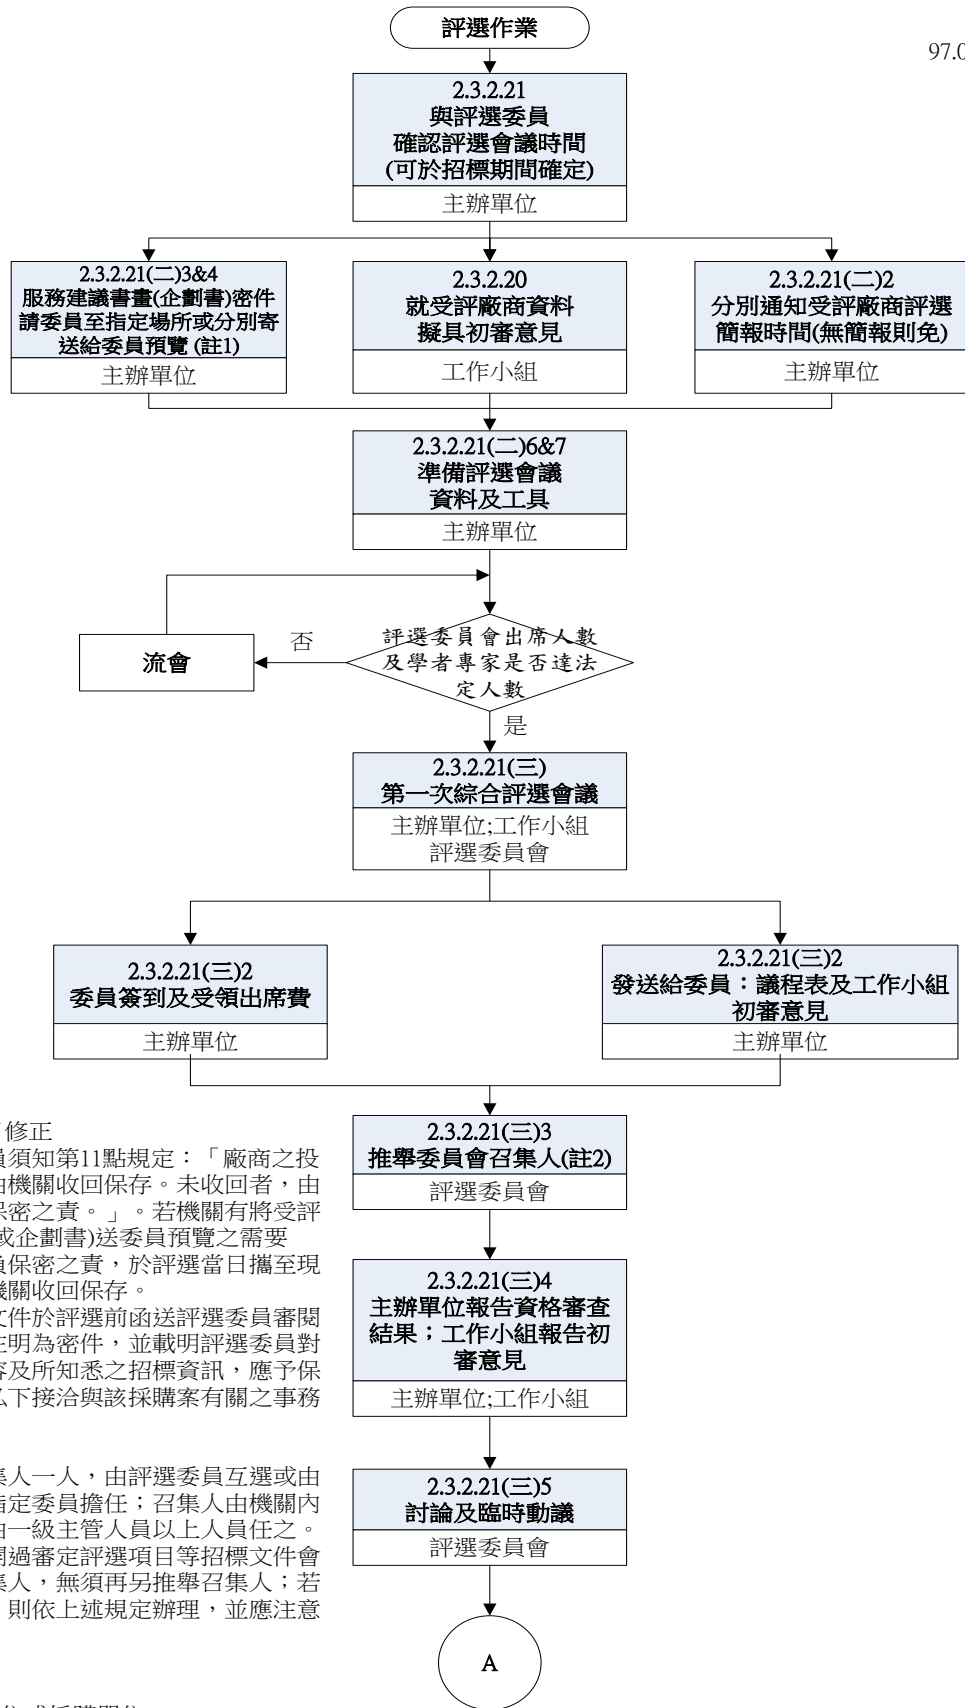 評選作業
97.0
2.3.2.21
與評選委員
確認評選會議時間
(可於招標期間確定)
主辦單位
2.3.2.21(二)3&4
服務建議書畫(企劃書)密件
請委員至指定場所或分別寄
送給委員預覽 (註1)
主辦單位
2.3.2.20
就受評廠商資料
擬具初審意見
工作小組
2.3.2.21(二)2
分別通知受評廠商評選
簡報時間(無簡報則免)
主辦單位
2.3.2.21(二)6&7
準備評選會議
資料及工具
主辦單位
評選委員會出席人數
及學者專家是否達法
定人數
否
流會
是
2.3.2.21(三)
第一次綜合評選會議
主辦單位;工作小組
評選委員會
2.3.2.21(三)2
委員簽到及受領出席費
主辦單位
2.3.2.21(三)2
發送給委員：議程表及工作小組
初審意見
主辦單位
2.3.2.21(三)3
推舉委員會召集人(註2)
評選委員會
2.3.2.21(三)4
主辦單位報告資格審查
結果；工作小組報告初
審意見
主辦單位;工作小組
2.3.2.21(三)5
討論及臨時動議
評選委員會
A
修正
員須知第11點規定：「廠商之投
由機關收回保存。未收回者，由
保密之責。」。若機關有將受評
或企劃書)送委員預覽之需要
負保密之責，於評選當日攜至現
機關收回保存。
文件於評選前函送評選委員審閱
註明為密件，並載明評選委員對
容及所知悉之招標資訊，應予保
私下接洽與該採購案有關之事務
集人一人，由評選委員互選或由
指定委員擔任；召集人由機關內
由一級主管人員以上人員任之。
開過審定評選項目等招標文件會
集人，無須再另推舉召集人；若
則依上述規定辦理，並應注意